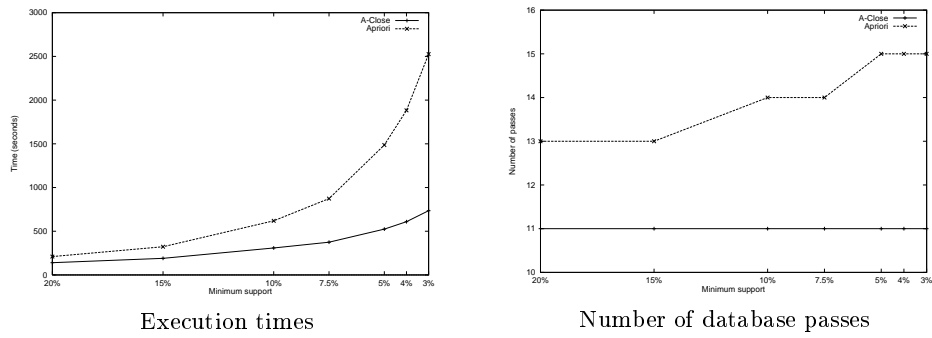 3000
2500
2000
1500
1000
500
0
Time (seconds)
A-Close
Apriori
20% 15% 10% 7.5% 5% 4% 3%
Minimum support
Execution times
16
15
14
13
12
11
10
Number of passes
A-Close
Apriori
20% 15% 10% 7.5% 5% 4% 3%
Minimum support
Number of database passes